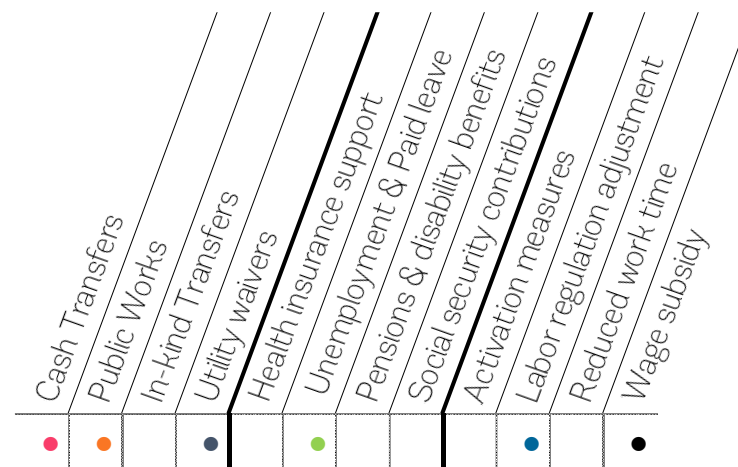 Cash Transfers
Public Works
In-kind Transfers
Utility waivers
Health insurance support
Unemployment & Paid leave
Pensions & disability benefits
Social security contributions
Activation measures
Labor regulation adjustment
Reduced work time
Wage subsidy